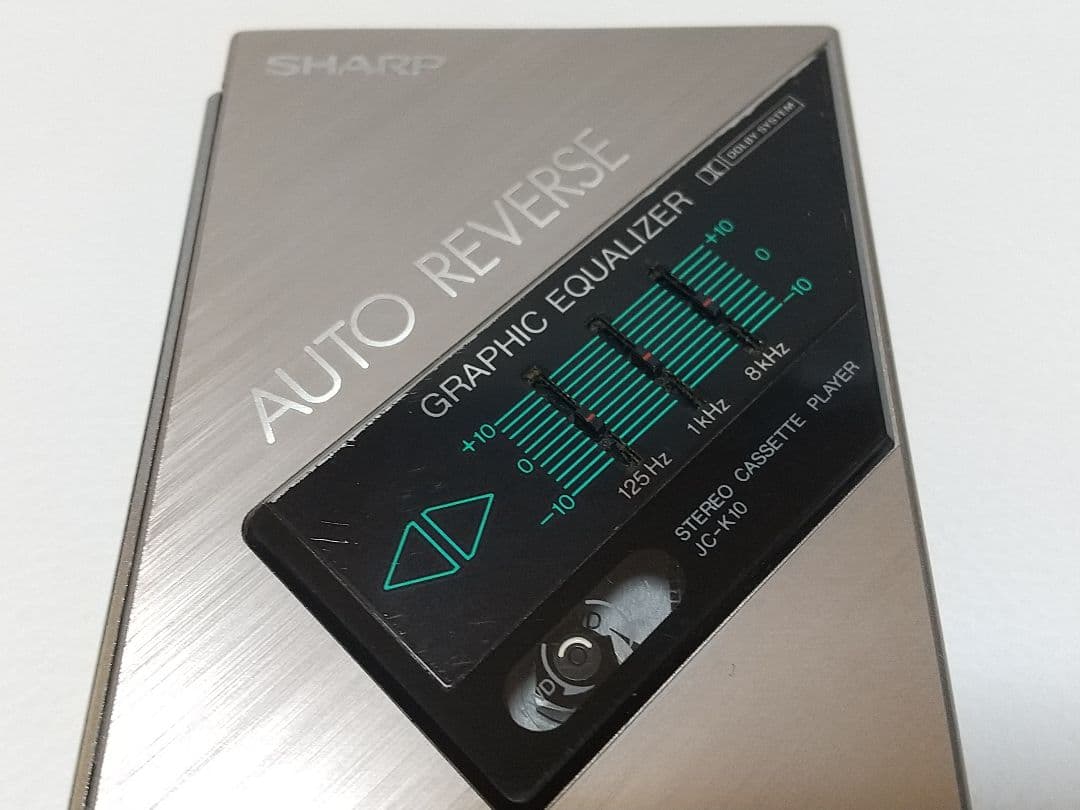 SHARP
AUTO REVERSE
DOLBY SYSTEM
GRAPHIC EQUALIZER
+10
0
-10
+10
0
-10
125Hz
1kHz
8kHz
STEREO CASSETTE PLAYER
JC-K10